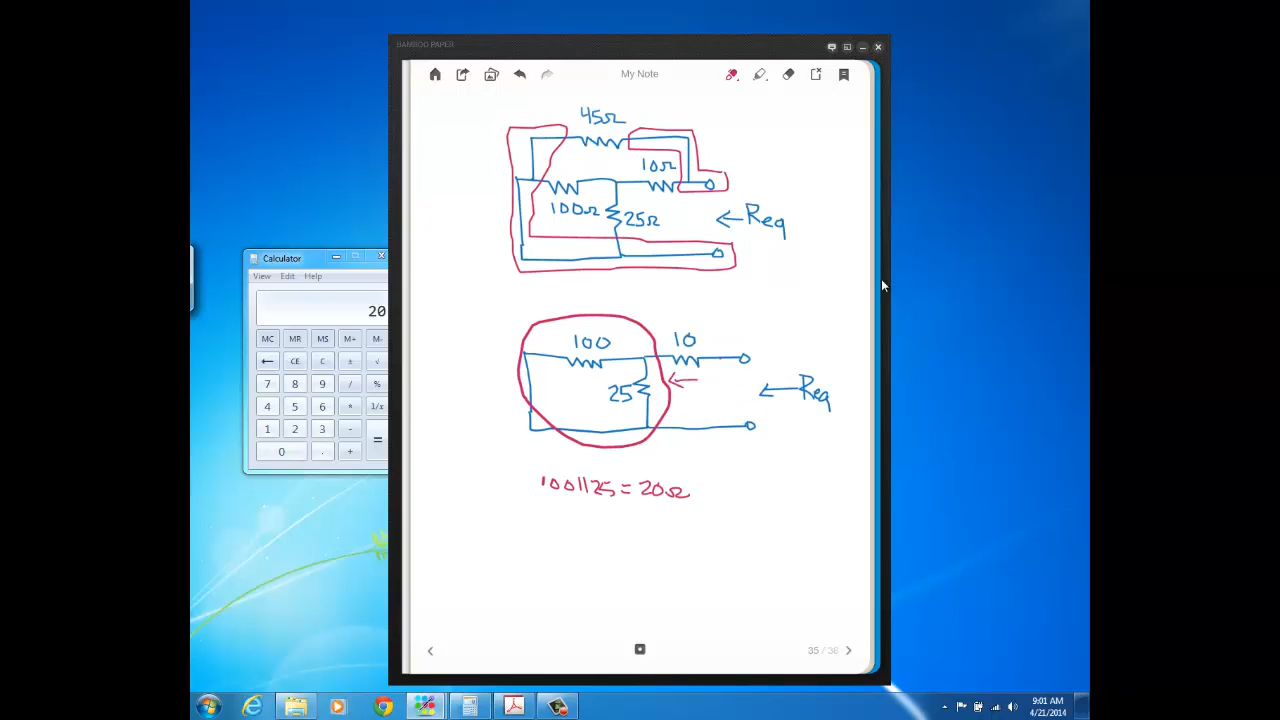 BAMBOO PAPER
My Note
45Ω
10Ω
100Ω
25Ω
← Req
Calculator
View Edit Help
20
MC MR MS M+ M-
← CE C ± √
7 8 9 / %
4 5 6 * 1/x
1 2 3 - =
0 . +
100
10
25
← Req
100||25 = 20Ω
35 / 36
9:01 AM
4/21/2014